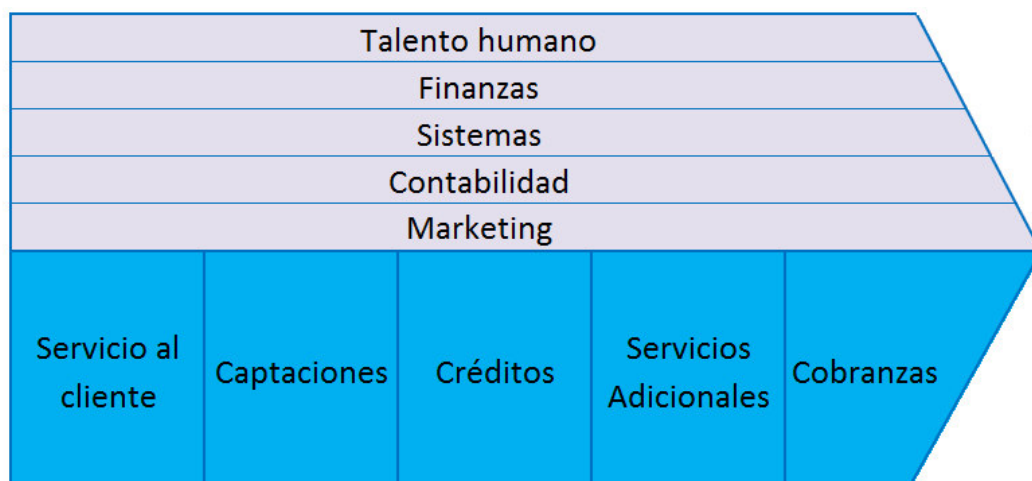 Talento humano
Finanzas
Sistemas
Contabilidad
Marketing
Servicio al
cliente
Captaciones
Créditos
Servicios
Adicionales
Cobranzas